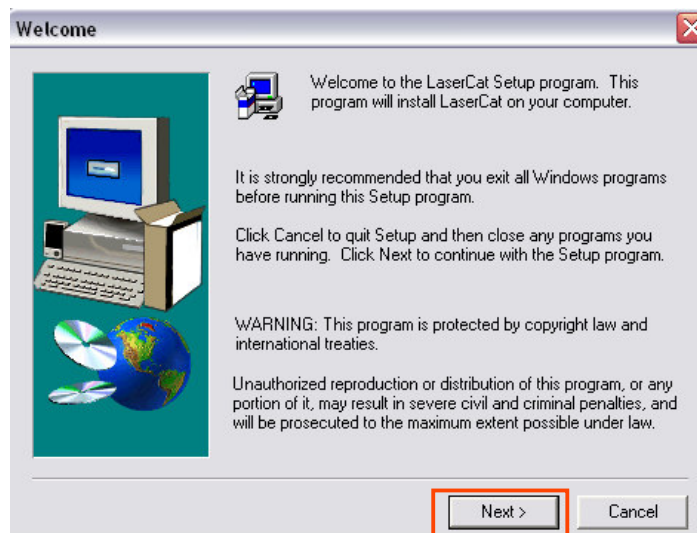 Welcome
Welcome to the LaserCat Setup program. This
program will install LaserCat on your computer.
It is strongly recommended that you exit all Windows programs
before running this Setup program.
Click Cancel to quit Setup and then close any programs you
have running. Click Next to continue with the Setup program.
WARNING: This program is protected by copyright law and
international treaties.
Unauthorized reproduction or distribution of this program, or any
portion of it, may result in severe civil and criminal penalties, and
will be prosecuted to the maximum extent possible under law.
Next >
Cancel